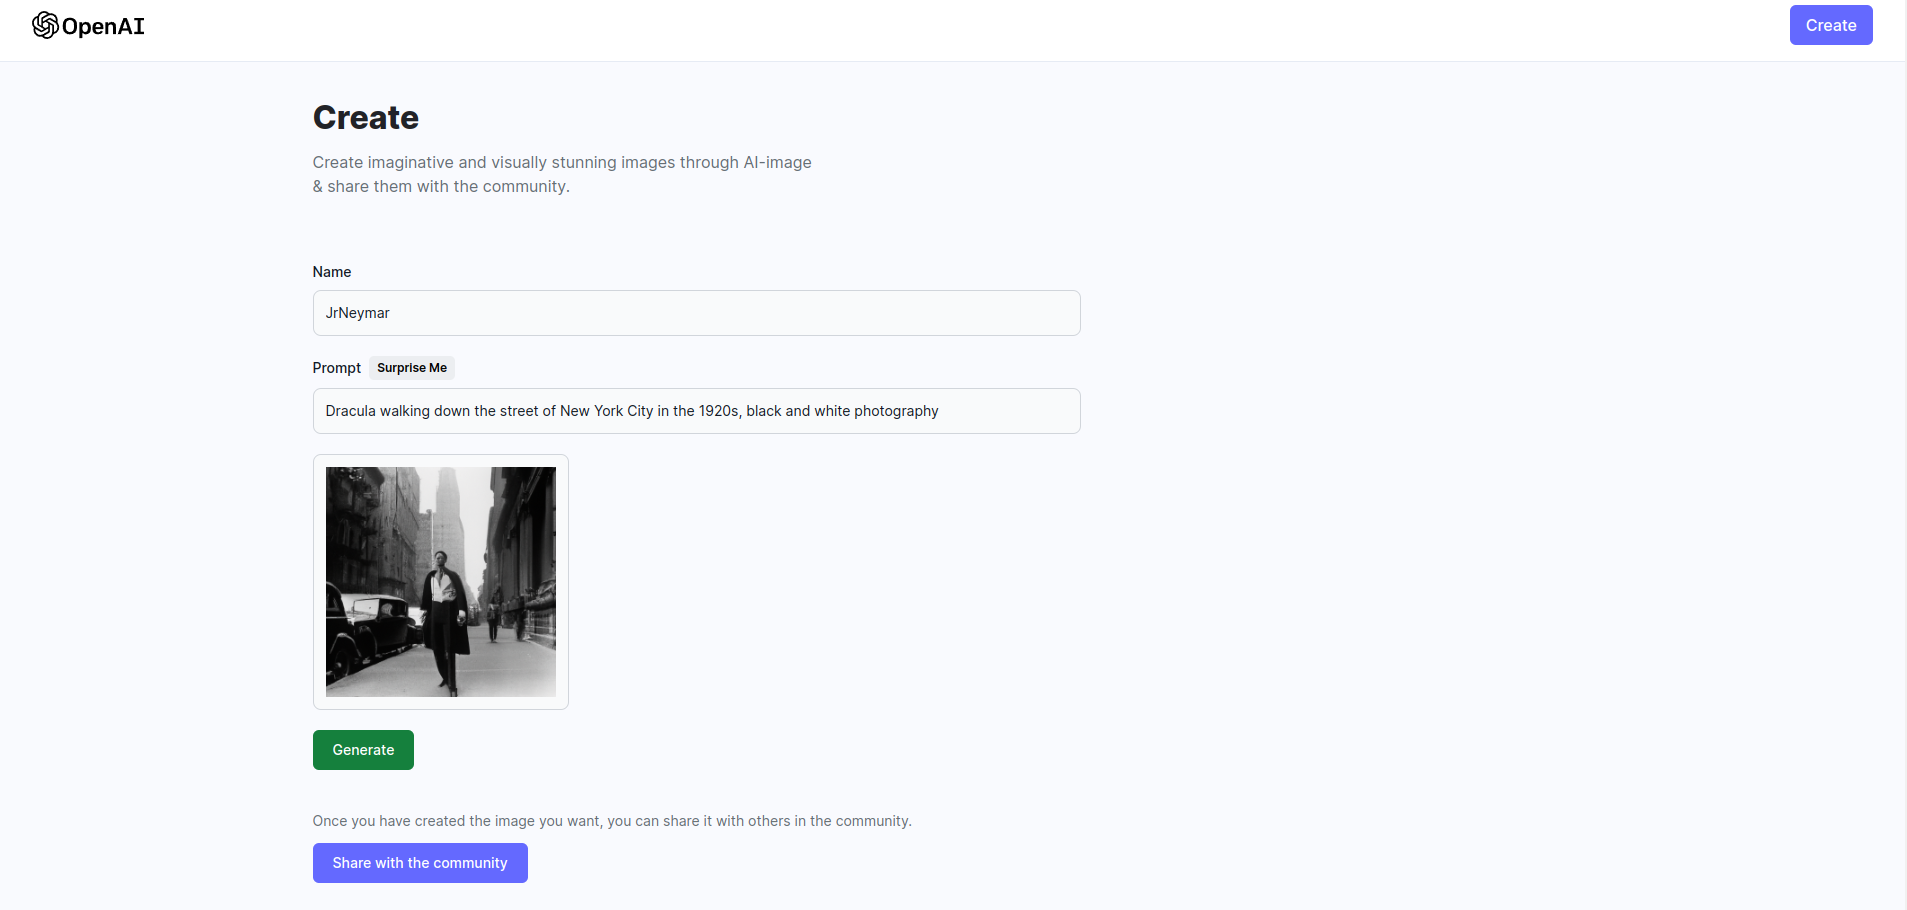 OpenAI
Create
Create
Create imaginative and visually stunning images through AI-image
& share them with the community.
Name
JrNeymar
Prompt Surprise Me
Dracula walking down the street of New York City in the 1920s, black and white photography
Generate
Once you have created the image you want, you can share it with others in the community.
Share with the community